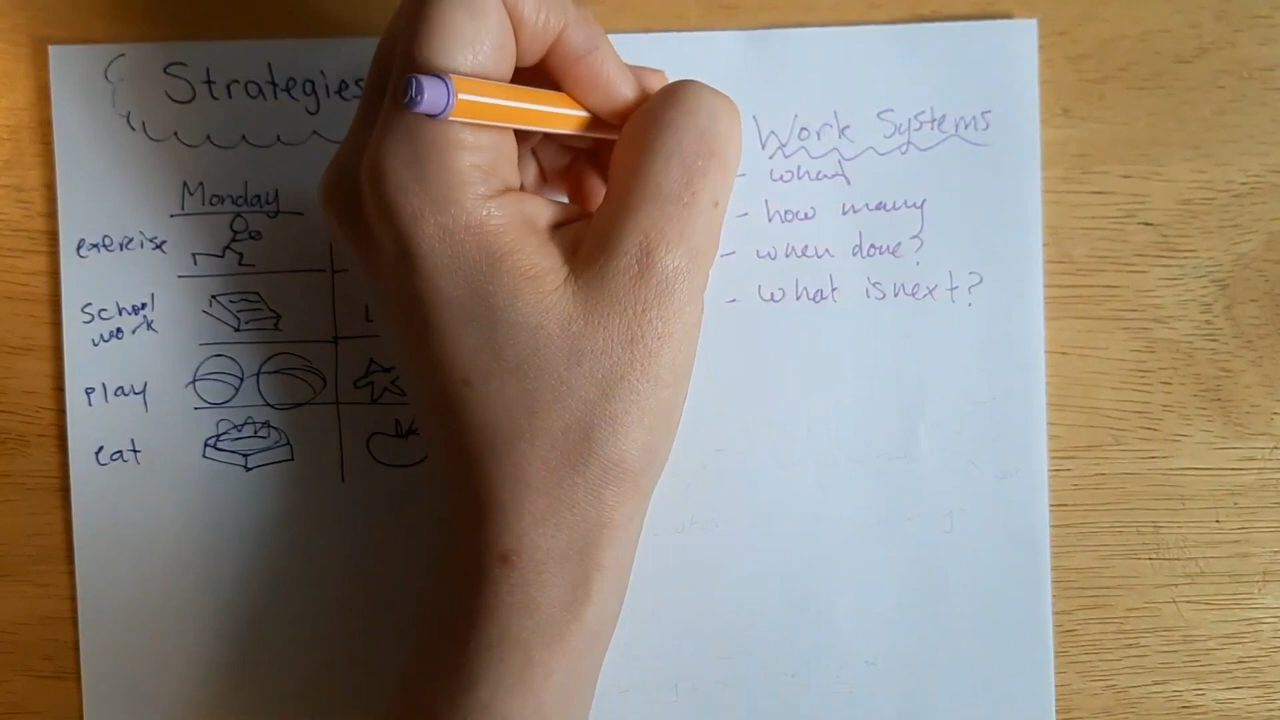 Strategies
Monday
exercise
School
work
play
eat
Work Systems
- what
- how many
- when done?
- what is next?